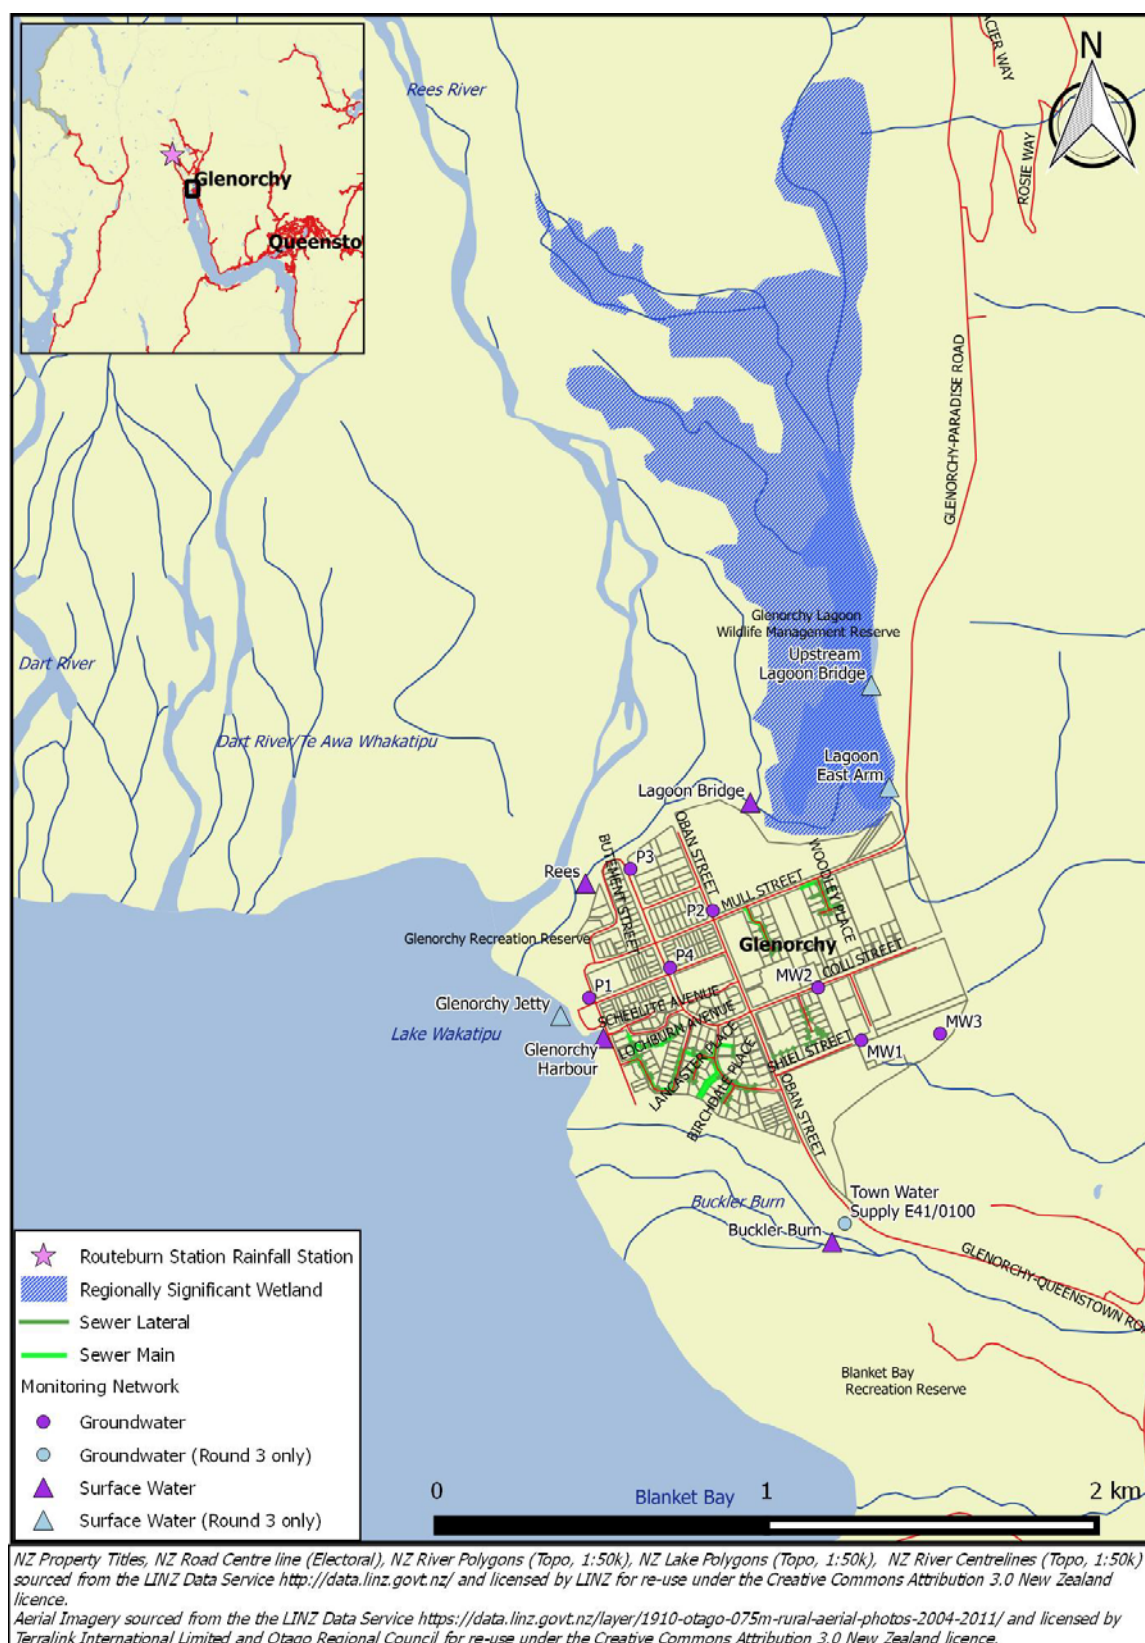 N
Glenorchy
Queensto
Rees River
ACIER WAY
ROSIE WAY
GLENORCHY-PARADISE ROAD
Glenorchy Lagoon
Wildlife Management Reserve
Upstream
Lagoon Bridge
Dart River
Dart River/Te Awa Whakatipu
Lagoon
East Arm
Lagoon Bridge
OBAN STREET
BUTEMENT STREET
P3
WOODLEY PLACE
Rees
MULL STREET
P2
Glenorchy Recreation Reserve
Glenorchy
P4
COLL STREET
MW2
P1
SCHEELITE AVENUE
Glenorchy Jetty
LOCHBURN AVENUE
MW3
Lake Wakatipu
Glenorchy
Harbour
LANCASTER PLACE
BIRCHDALE PLACE
SHIEL STREET
MW1
OBAN STREET
Buckler Burn
Town Water
Supply E41/0100
Buckler Burn
GLENORCHY-QUEENSTOWN ROA
Blanket Bay
Recreation Reserve
Routeburn Station Rainfall Station
Regionally Significant Wetland
Sewer Lateral
Sewer Main
Monitoring Network
Groundwater
Groundwater (Round 3 only)
Surface Water
Surface Water (Round 3 only)
0 1 2 km
Blanket Bay
NZ Property Titles, NZ Road Centre line (Electoral), NZ River Polygons (Topo, 1:50k), NZ Lake Polygons (Topo, 1:50k), NZ River Centrelines (Topo, 1:50k)
sourced from the LINZ Data Service http://data.linz.govt.nz/ and licensed by LINZ for re-use under the Creative Commons Attribution 3.0 New Zealand
licence.
Aerial Imagery sourced from the the LINZ Data Service https://data.linz.govt.nz/layer/1910-otago-075m-rural-aerial-photos-2004-2011/ and licensed by
Terralink International Limited and Otago Regional Council for re-use under the Creative Commons Attribution 3.0 New Zealand licence.